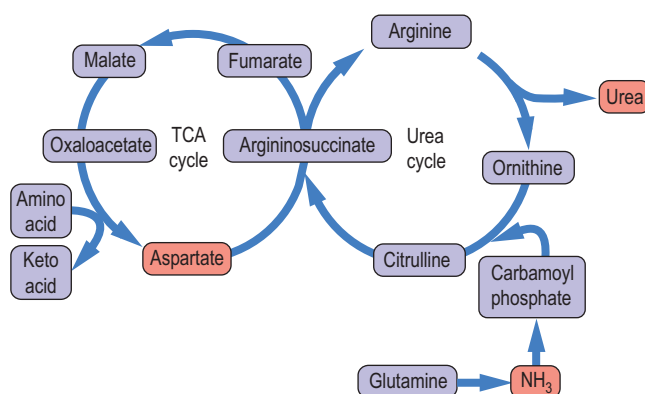 Arginine
Malate
Fumarate
Urea
Oxaloacetate
TCA
cycle
Argininosuccinate
Urea
cycle
Ornithine
Amino
acid
Keto
acid
Aspartate
Citrulline
Carbamoyl
phosphate
Glutamine
NH₃